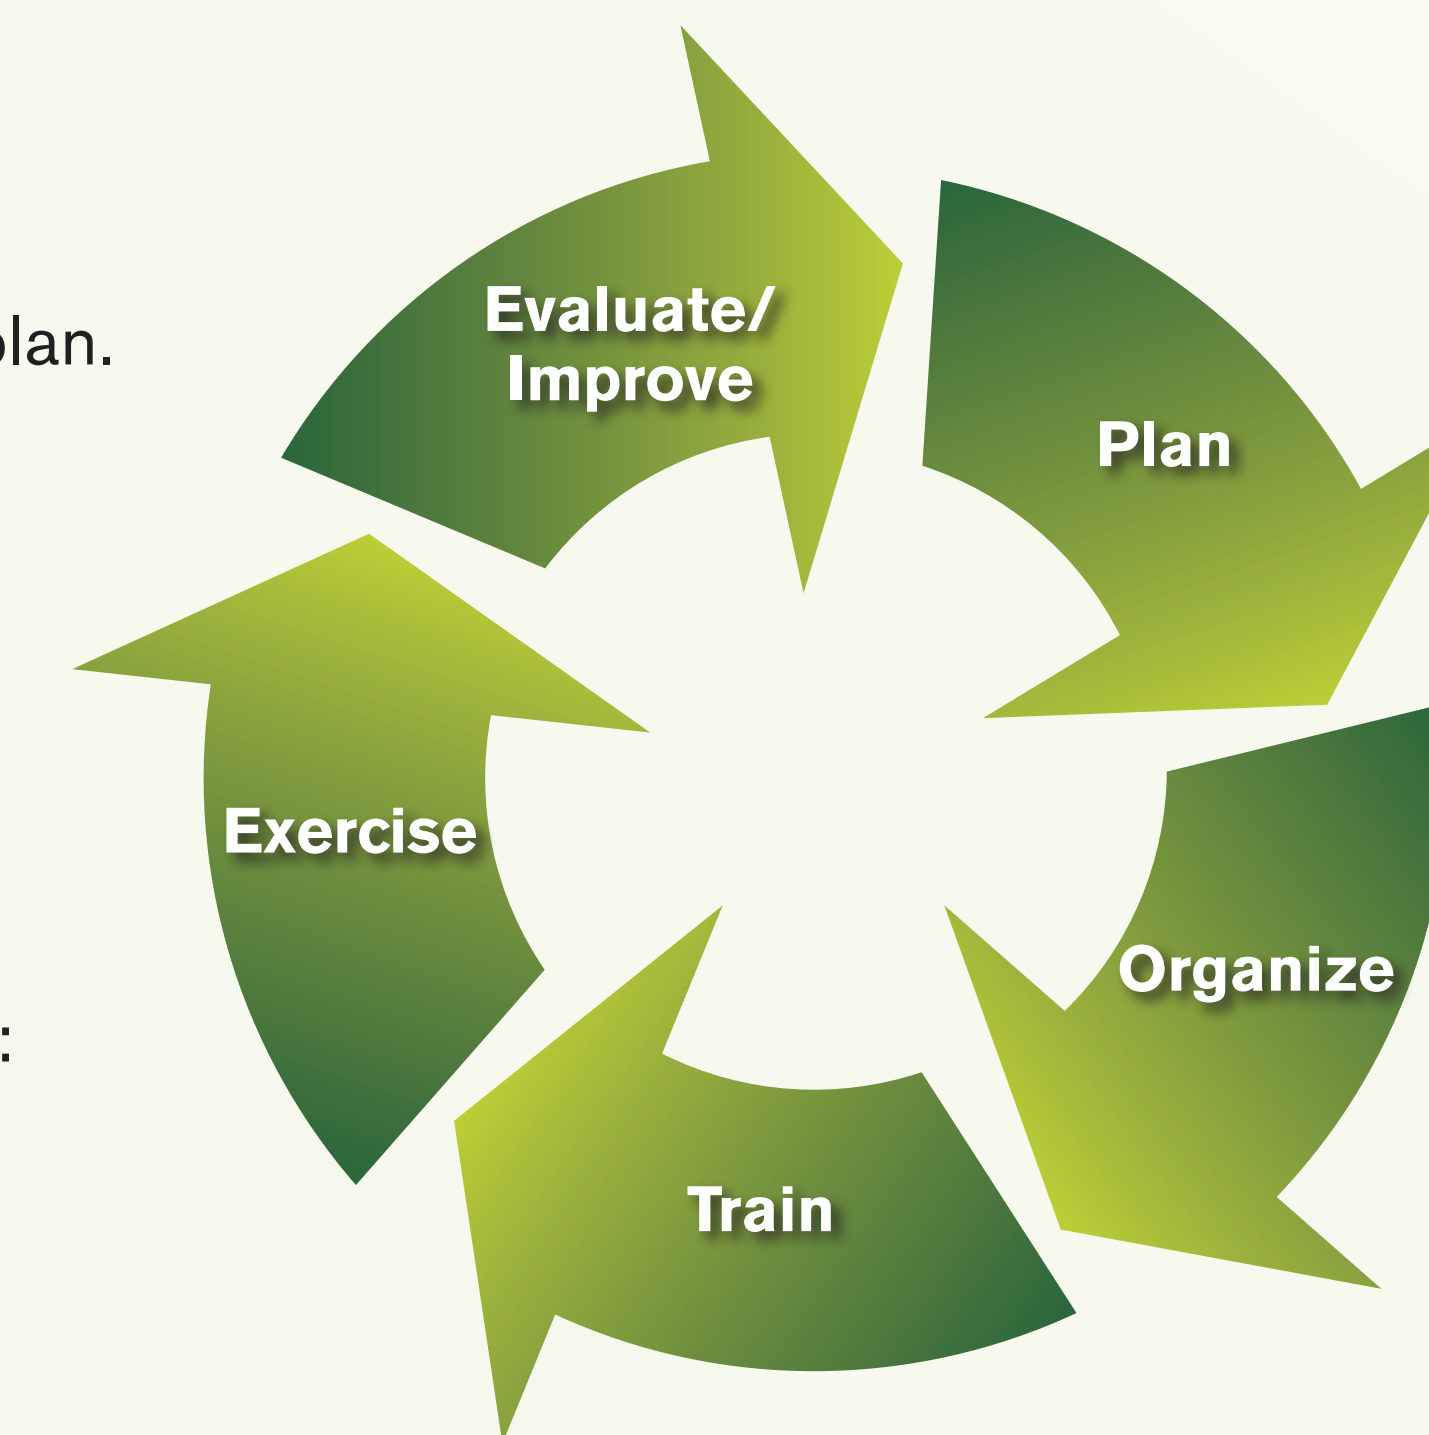 plan.
:
Evaluate/
Improve
Plan
Organize
Train
Exercise